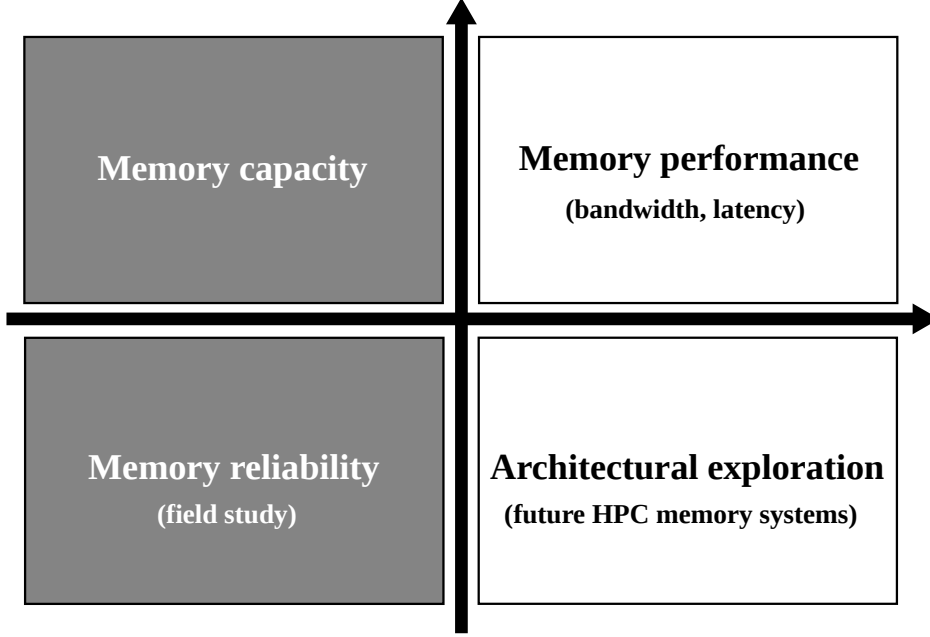 Memory capacity
Memory performance
(bandwidth, latency)
Memory reliability
(field study)
Architectural exploration
(future HPC memory systems)